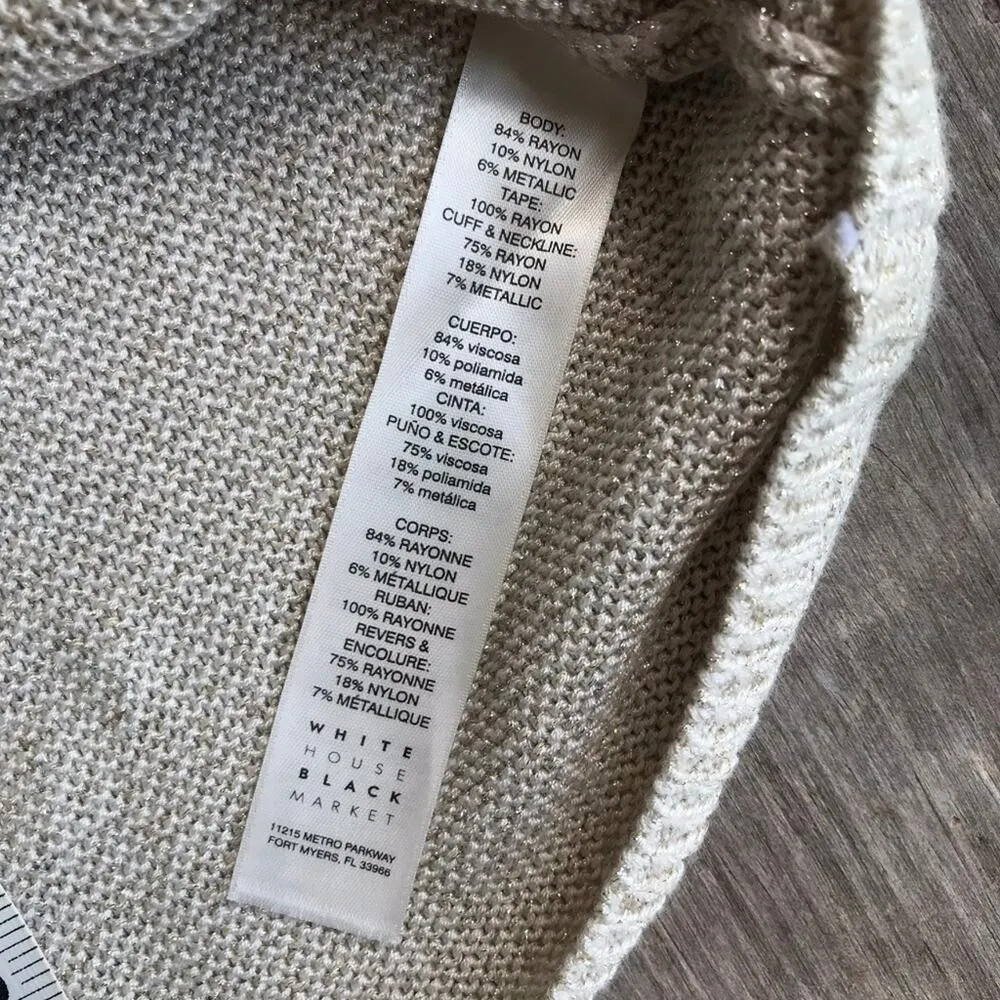 BODY:
84% RAYON
10% NYLON
6% METALLIC
TAPE:
100% RAYON
CUFF & NECKLINE:
75% RAYON
18% NYLON
7% METALLIC
CUERPO:
84% viscosa
10% poliamida
6% metálica
CINTA:
100% viscosa
PUÑO & ESCOTE:
75% viscosa
18% poliamida
7% metálica
CORPS:
84% RAYONNE
10% NYLON
6% MÉTALLIQUE
RUBAN:
100% RAYONNE
REVERS &
ENCOLURE:
75% RAYONNE
18% NYLON
7% MÉTALLIQUE
WHITE
HOUSE
BLACK
MARKET
11215 METRO PARKWAY
FORT MYERS, FL 33966